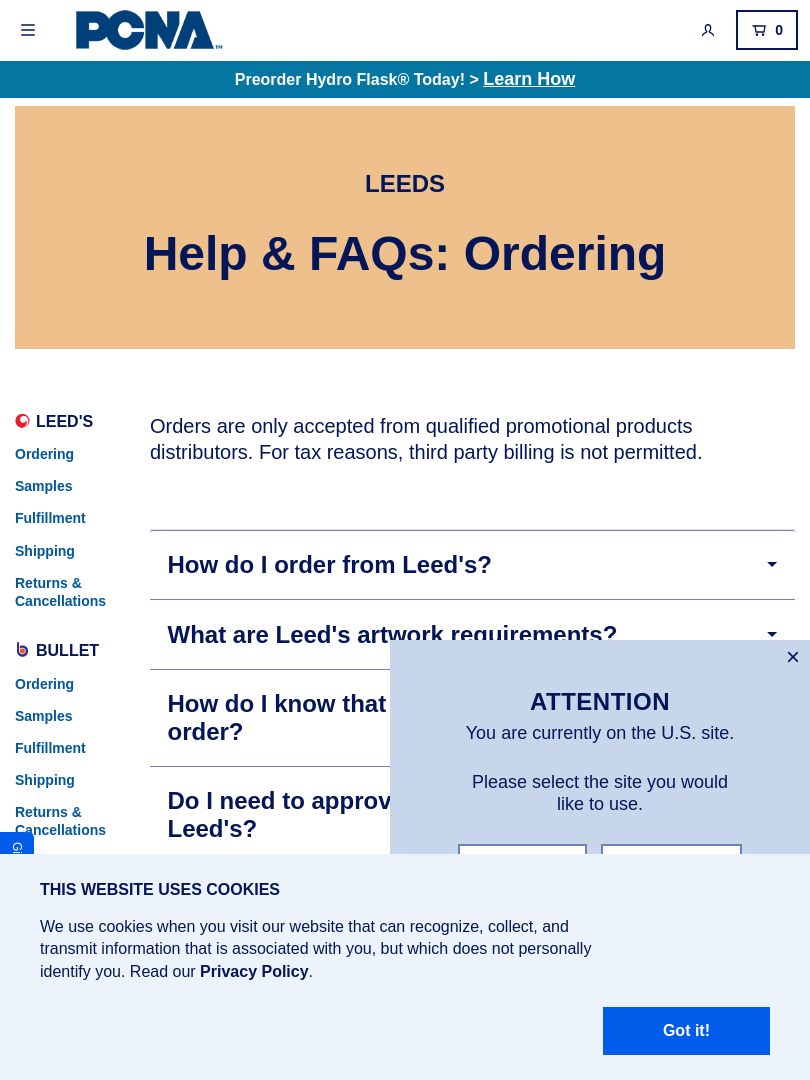 PCNA™
0
Preorder Hydro Flask® Today! > Learn How
LEEDS
Help & FAQs: Ordering
LEED'S
Ordering
Samples
Fulfillment
Shipping
Returns &
Cancellations
BULLET
Ordering
Samples
Fulfillment
Shipping
Returns &
Cancellations
Orders are only accepted from qualified promotional products
distributors. For tax reasons, third party billing is not permitted.
How do I order from Leed's?
What are Leed's artwork requirements?
How do I know that
order?
Do I need to approv
Leed's?
×
ATTENTION
You are currently on the U.S. site.
Please select the site you would
like to use.
THIS WEBSITE USES COOKIES
We use cookies when you visit our website that can recognize, collect, and
transmit information that is associated with you, but which does not personally
identify you. Read our Privacy Policy.
Got it!